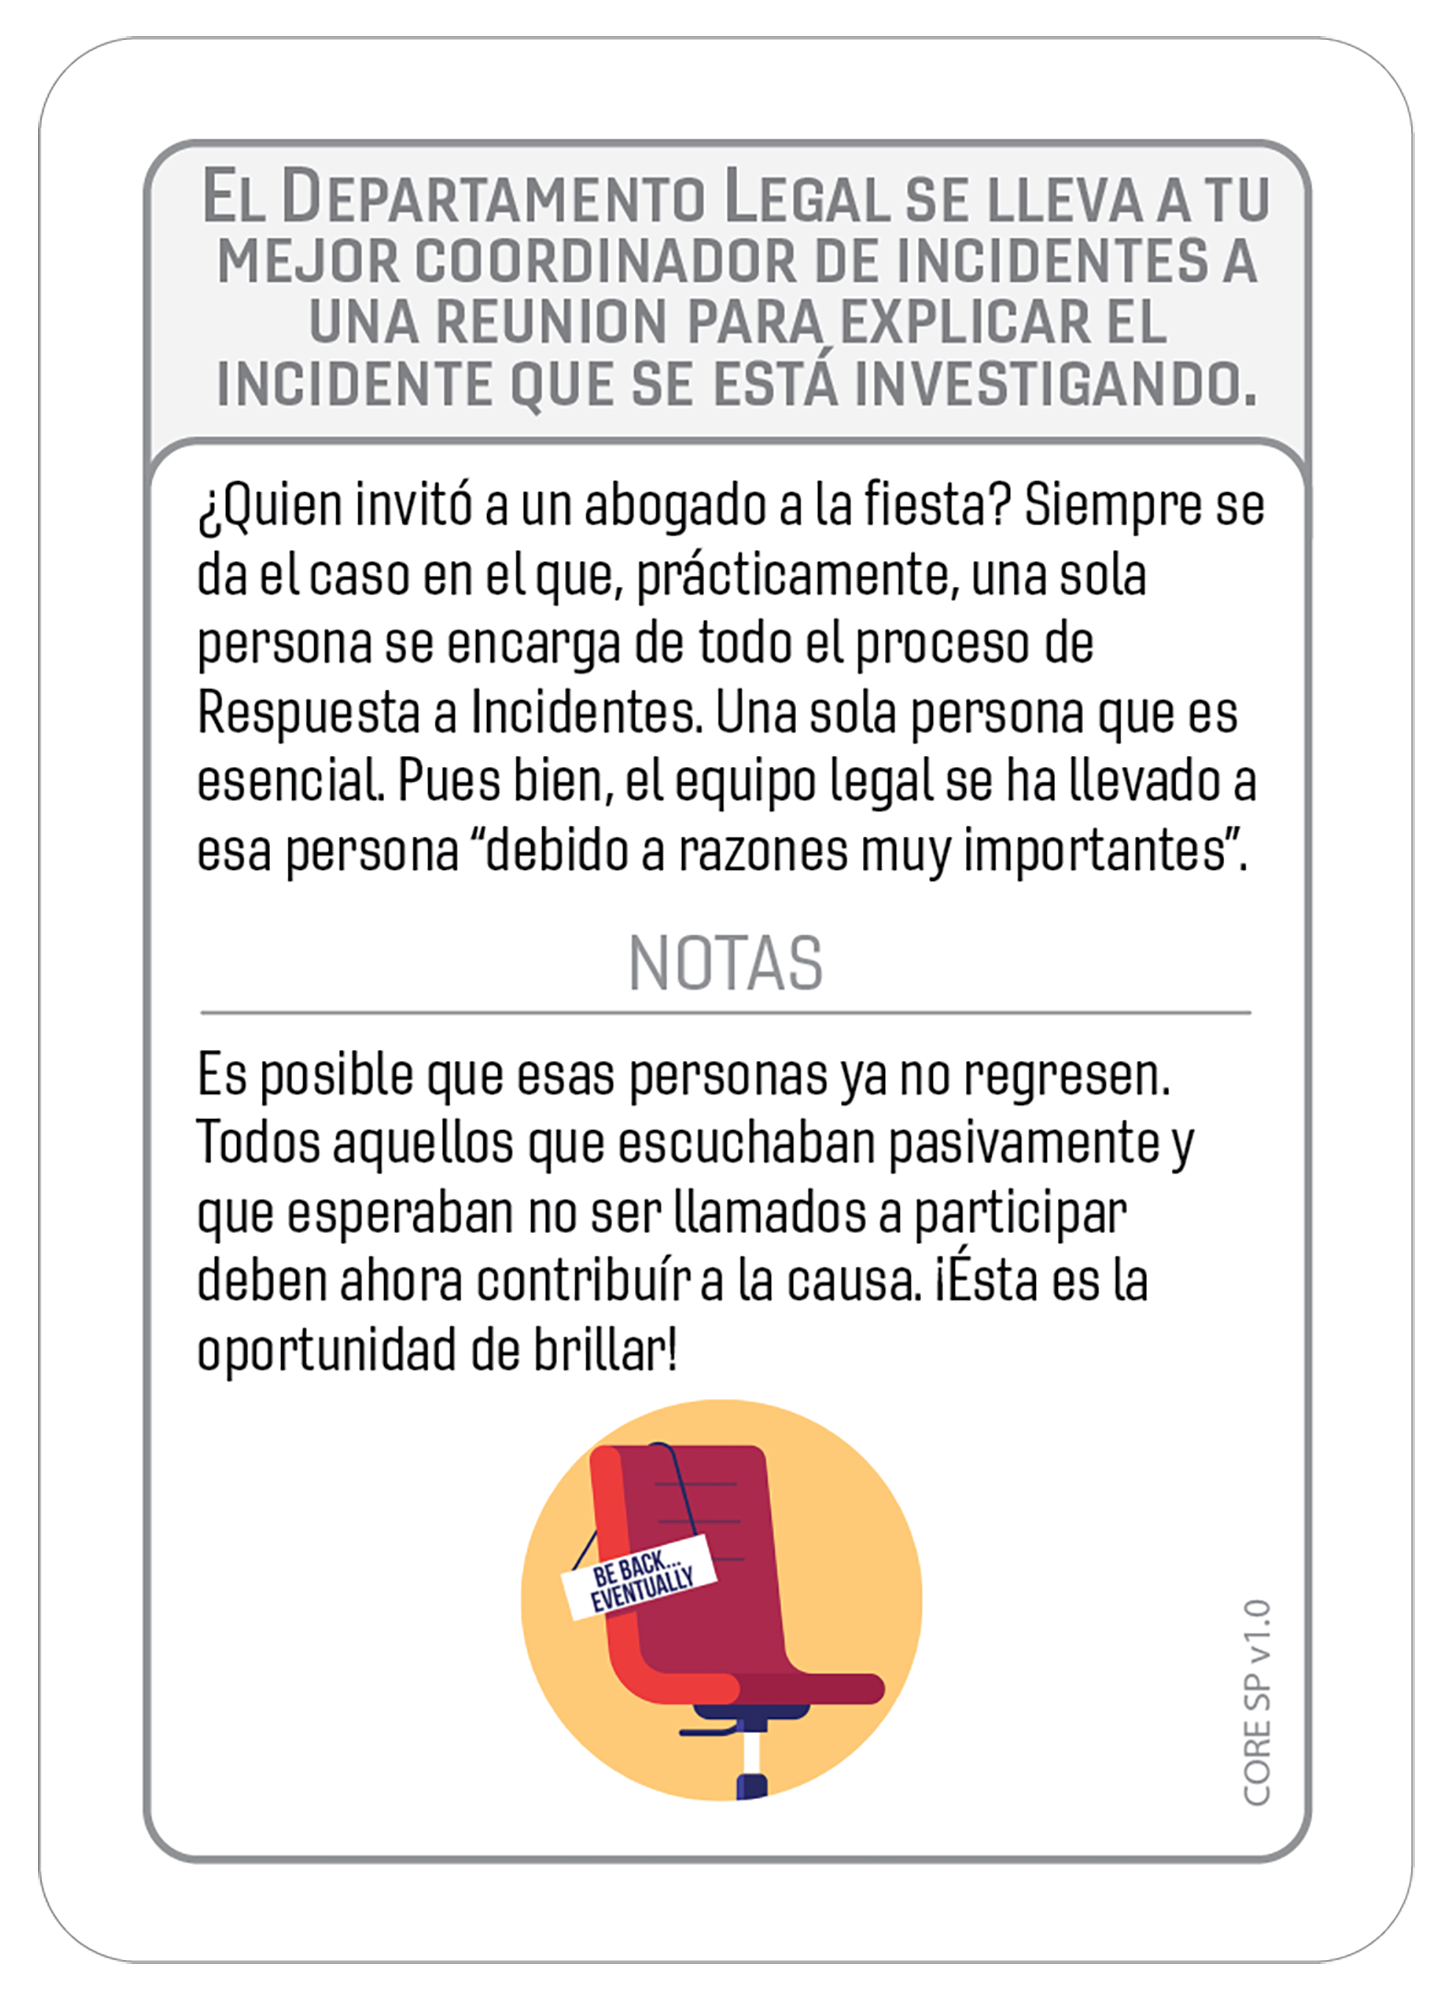 El Departamento Legal se lleva a tu
mejor coordinador de incidentes a
una reunion para explicar el
incidente que se está investigando.
¿Quien invitó a un abogado a la fiesta? Siempre se
da el caso en el que, prácticamente, una sola
persona se encarga de todo el proceso de
Respuesta a Incidentes. Una sola persona que es
esencial. Pues bien, el equipo legal se ha llevado a
esa persona “debido a razones muy importantes”.
NOTAS
Es posible que esas personas ya no regresen.
Todos aquellos que escuchaban pasivamente y
que esperaban no ser llamados a participar
deben ahora contribuír a la causa. ¡Ésta es la
oportunidad de brillar!
BE BACK...
EVENTUALLY
CORE SP v1.0